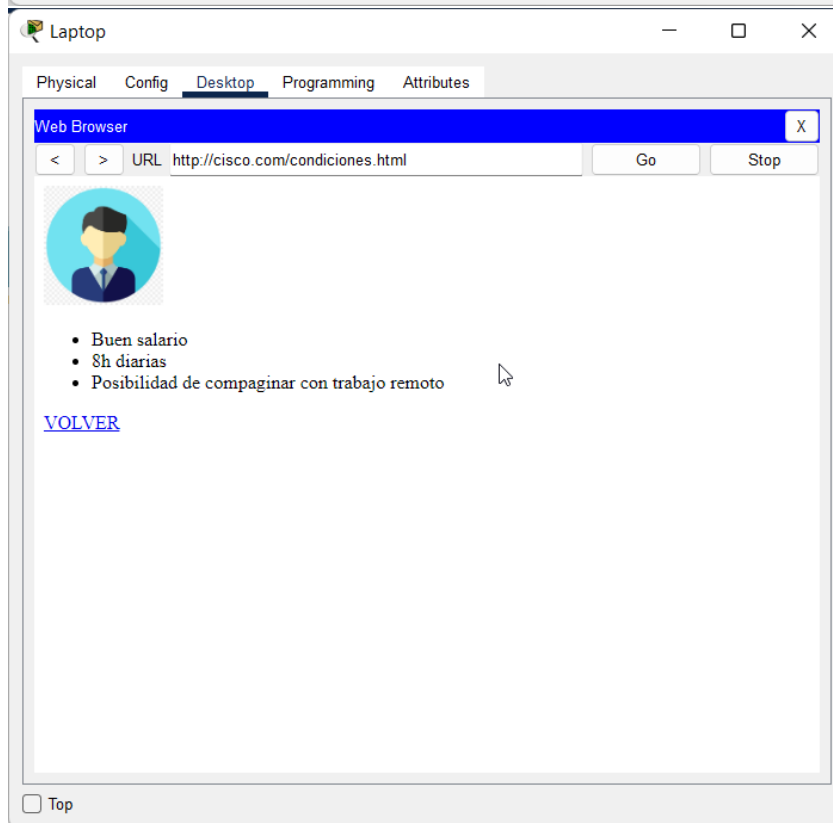 Laptop
Physical Config Desktop Programming Attributes
Web Browser X
< > URL http://cisco.com/condiciones.html Go Stop
• Buen salario
• 8h diarias
• Posibilidad de compaginar con trabajo remoto
VOLVER
Top